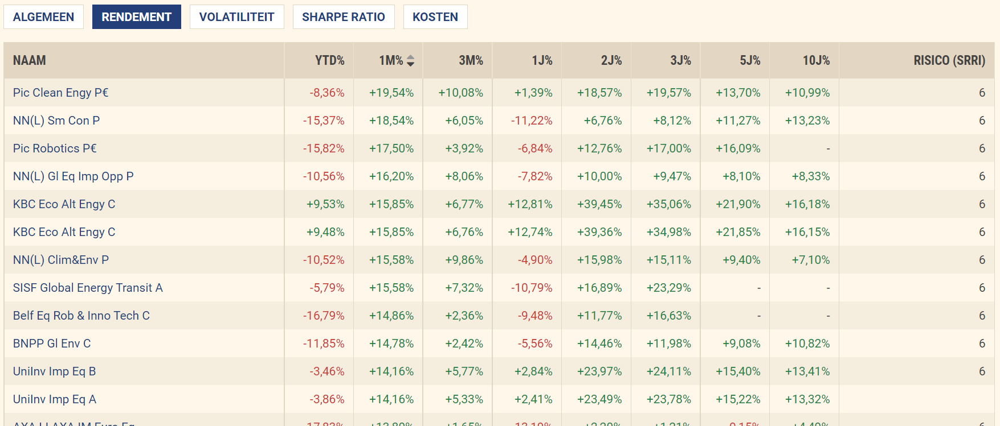 ALGEMEEN RENDEMENT VOLATILITEIT SHARPE RATIO KOSTEN
NAAM YTD% 1M% 3M% 1J% 2J% 3J% 5J% 10J% RISICO (SRRI)
Pic Clean Engy P€ -8,36% +19,54% +10,08% +1,39% +18,57% +19,57% +13,70% +10,99% 6
NN(L) Sm Con P -15,37% +18,54% +6,05% -11,22% +6,76% +8,12% +11,27% +13,23% 6
Pic Robotics P€ -15,82% +17,50% +3,92% -6,84% +12,76% +17,00% +16,09% - 6
NN(L) Gl Eq Imp Opp P -10,56% +16,20% +8,06% -7,82% +10,00% +9,47% +8,10% +8,33% 6
KBC Eco Alt Engy C +9,53% +15,85% +6,77% +12,81% +39,45% +35,06% +21,90% +16,18% 6
KBC Eco Alt Engy C +9,48% +15,85% +6,76% +12,74% +39,36% +34,98% +21,85% +16,15% 6
NN(L) Clim&Env P -10,52% +15,58% +9,86% -4,90% +15,98% +15,11% +9,40% +7,10% 6
SISF Global Energy Transit A -5,79% +15,58% +7,32% -10,79% +16,89% +23,29% - - 6
Belf Eq Rob & Inno Tech C -16,79% +14,86% +2,36% -9,48% +11,77% +16,63% - - 6
BNPP Gl Env C -11,85% +14,78% +2,42% -5,56% +14,46% +11,98% +9,08% +10,82% 6
UniInv Imp Eq B -3,46% +14,16% +5,77% +2,84% +23,97% +24,11% +15,40% +13,41% 6
UniInv Imp Eq A -3,86% +14,16% +5,33% +2,41% +23,49% +23,78% +15,22% +13,32%